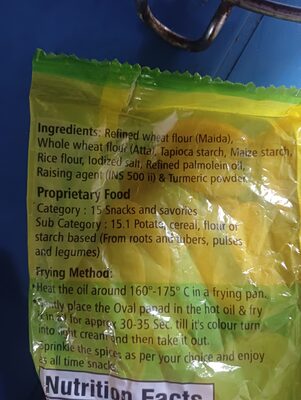 Ingredients: Refined wheat flour (Maida),
Whole wheat flour (Atta), Tapioca starch, Maize starch,
Rice flour, Iodized salt, Refined palmolein oil,
Raising agent (INS 500 ii) & Turmeric powder.
Proprietary Food
Category : 15 Snacks and savories
Sub Category : 15.1 Potato, cereal, flour or
starch based (From roots and tubers, pulses
and legumes)
Frying Method:
Heat the oil around 160°-175° C in a frying pan.
Gently place the Oval papad in the hot oil & fry
for approx 30-35 Sec. till it's colour turn
into light cream and then take it out.
Sprinkle the spices as per your choice and enjoy
as all time snack.
Nutrition Facts